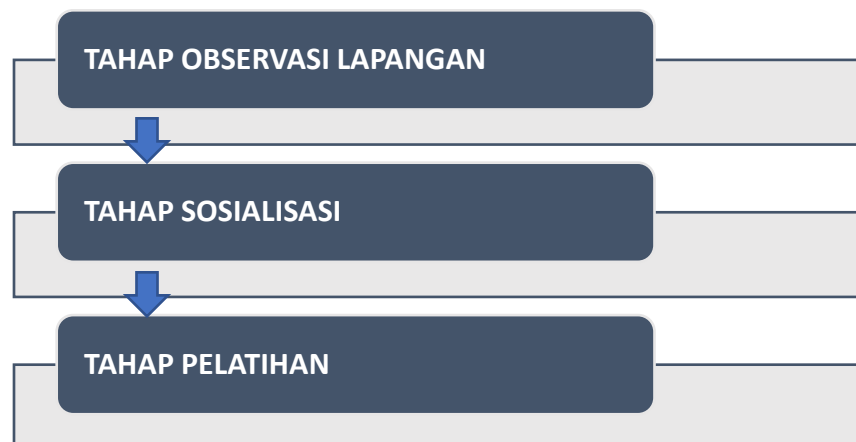 TAHAP OBSERVASI LAPANGAN
TAHAP SOSIALISASI
TAHAP PELATIHAN